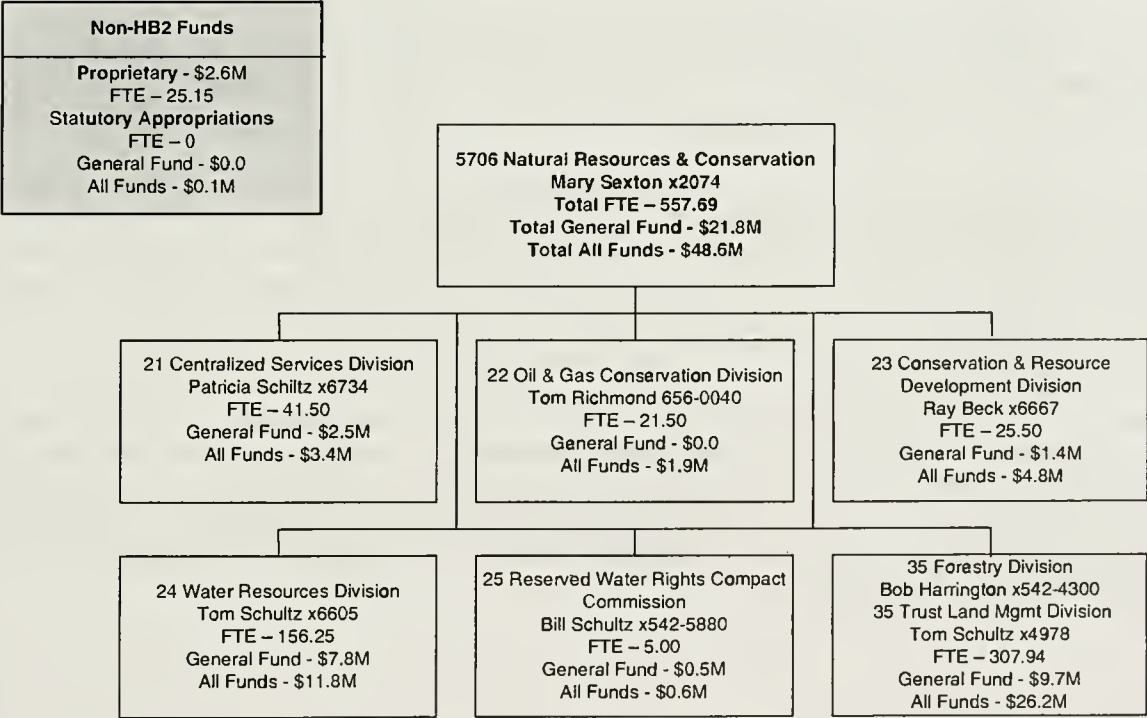 Non-HB2 Funds
Proprietary - $2.6M
FTE – 25.15
Statutory Appropriations
FTE – 0
General Fund - $0.0
All Funds - $0.1M
5706 Natural Resources & Conservation
Mary Sexton x2074
Total FTE – 557.69
Total General Fund - $21.8M
Total All Funds - $48.6M
21 Centralized Services Division
Patricia Schiltz x6734
FTE – 41.50
General Fund - $2.5M
All Funds - $3.4M
22 Oil & Gas Conservation Division
Tom Richmond 656-0040
FTE – 21.50
General Fund - $0.0
All Funds - $1.9M
23 Conservation & Resource
Development Division
Ray Beck x6667
FTE – 25.50
General Fund - $1.4M
All Funds - $4.8M
24 Water Resources Division
Tom Schultz x6605
FTE – 156.25
General Fund - $7.8M
All Funds - $11.8M
25 Reserved Water Rights Compact
Commission
Bill Schultz x542-5880
FTE – 5.00
General Fund - $0.5M
All Funds - $0.6M
35 Forestry Division
Bob Harrington x542-4300
35 Trust Land Mgmt Division
Tom Schultz x4978
FTE – 307.94
General Fund - $9.7M
All Funds - $26.2M